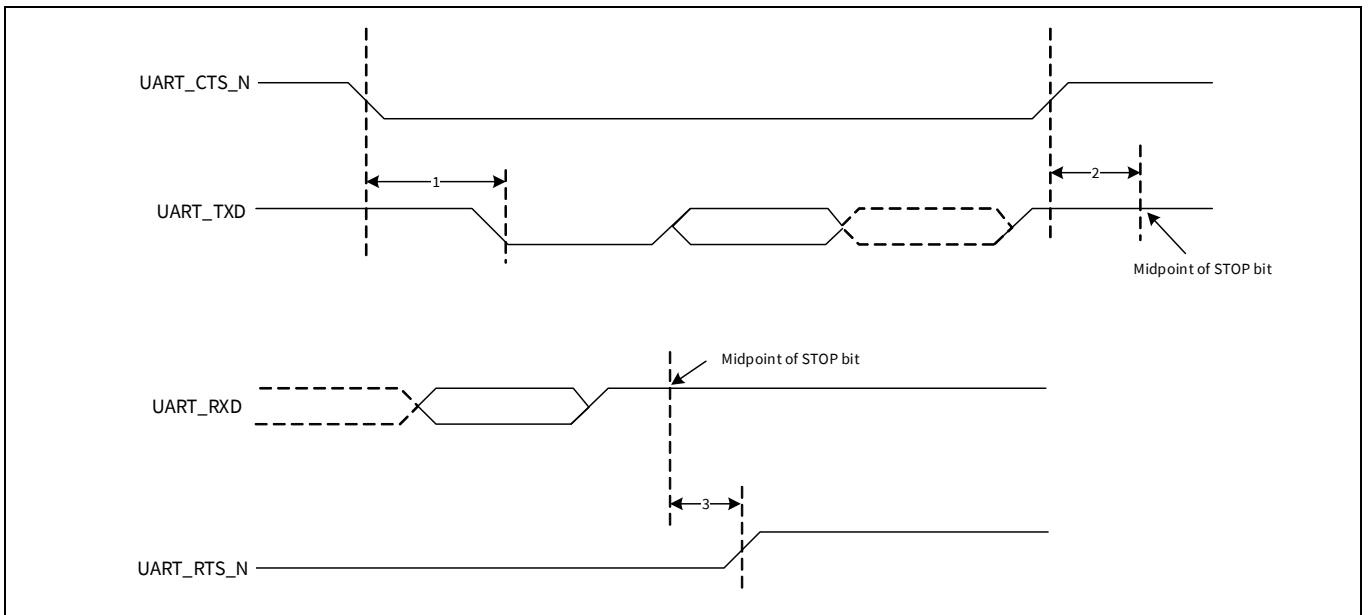 UART_CTS_N
1
2
UART_TXD
Midpoint of STOP bit
Midpoint of STOP bit
UART_RXD
3
UART_RTS_N